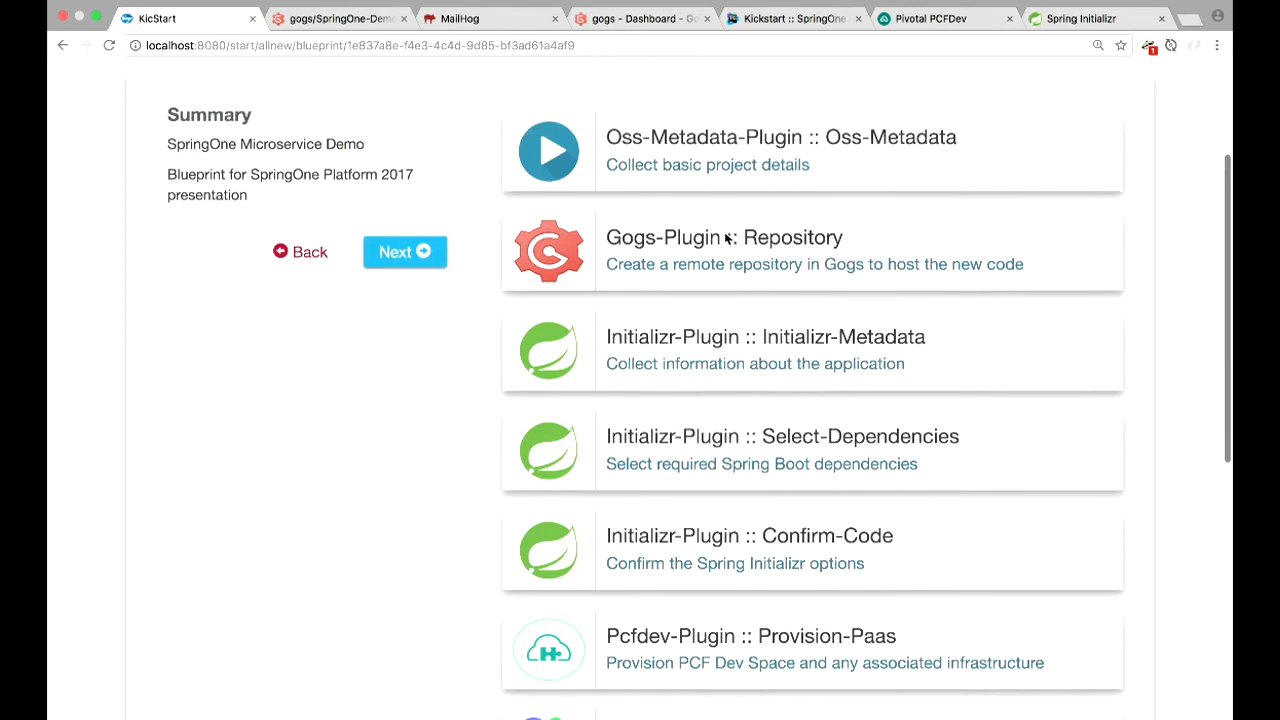 KicStart
gogs/SpringOne-Dem
MailHog
gogs - Dashboard - Go
Kickstart :: SpringOne
Pivotal PCFDev
Spring Initializr
localhost:8080/start/allnew/blueprint/1e837a8e-f4e3-4c4d-9d85-bf3ad61a4af9
1
Summary
SpringOne Microservice Demo
Blueprint for SpringOne Platform 2017
presentation
Back
Next
Oss-Metadata-Plugin :: Oss-Metadata
Collect basic project details
Gogs-Plugin :: Repository
Create a remote repository in Gogs to host the new code
Initializr-Plugin :: Initializr-Metadata
Collect information about the application
Initializr-Plugin :: Select-Dependencies
Select required Spring Boot dependencies
Initializr-Plugin :: Confirm-Code
Confirm the Spring Initializr options
Pcfdev-Plugin :: Provision-Paas
Provision PCF Dev Space and any associated infrastructure